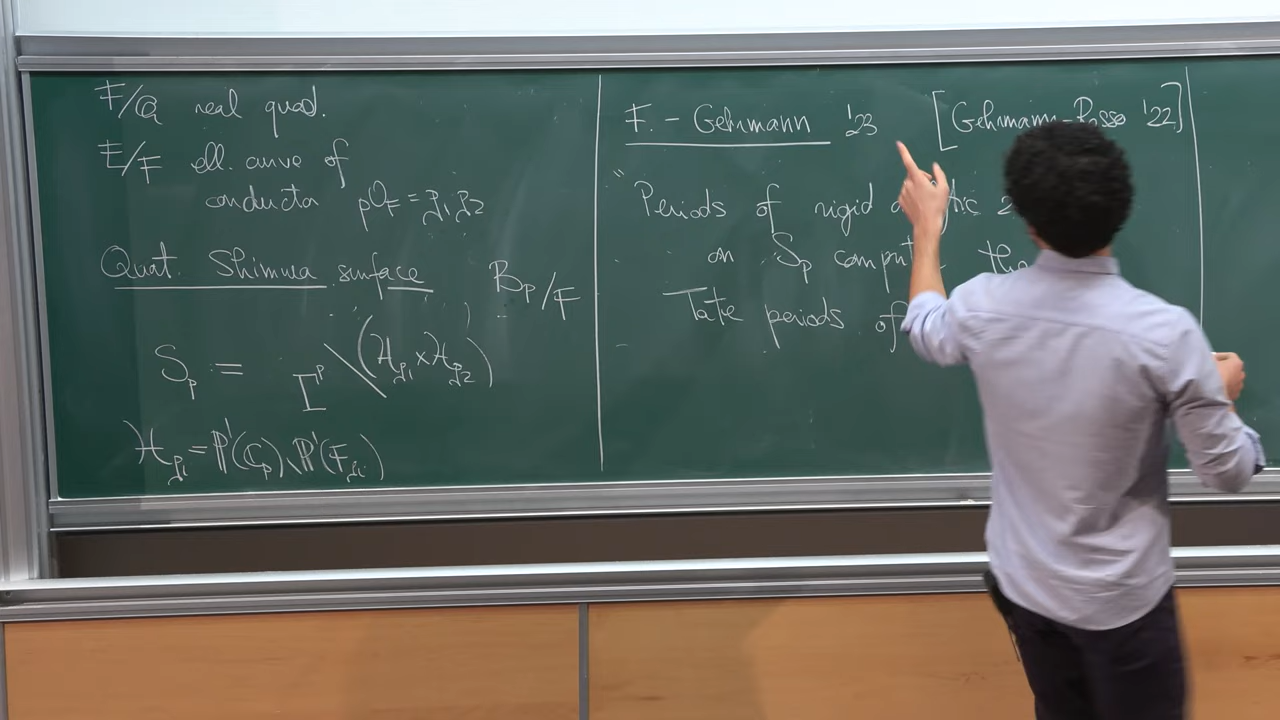 F/Q real quad.
E/F ell. curve of
conductor pO_F = 𝔭₁𝔭₂
Quat. Shimura surface B_p/F
S_p = Γ^p \ (H_𝔭₁ × H_𝔭₂)
H_𝔭ᵢ = ℙ¹(ℂ_p) \ ℙ¹(F_𝔭ᵢ)
F. - Gehrmann '23 [Gehrmann-Rosso '22]
"Periods of rigid 2
on S_p
Tate periods of